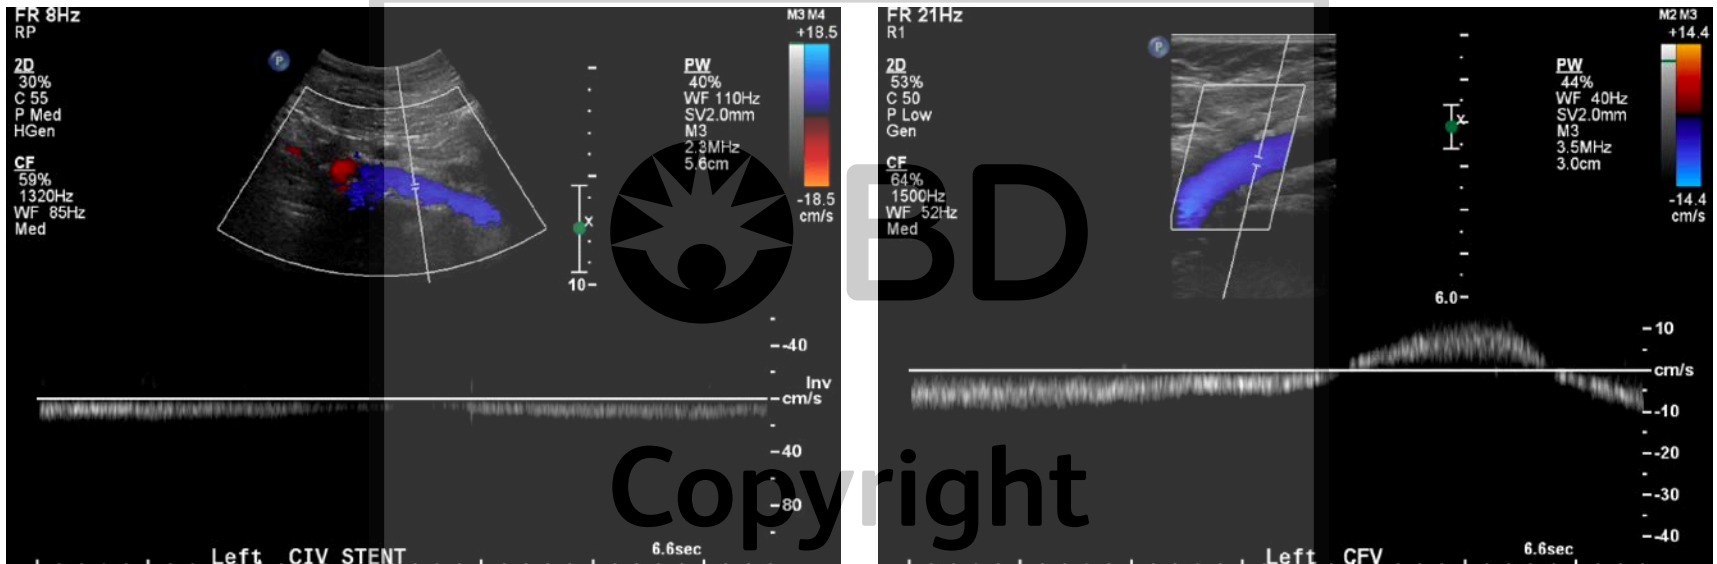 FR 8Hz
RP
2D
30%
C 55
P Med
HGen
CF
59%
1320Hz
WF 85Hz
Med
P
PW
40%
WF 110Hz
SV2.0mm
M3
2.3MHz
5.6cm
M3 M4
+18.5
-18.5
cm/s
x
10
-40
Inv
cm/s
40
80
6.6sec
Left CIV STENT
FR 21Hz
R1
2D
53%
C 50
P Low
Gen
CF
64%
1500Hz
WF 52Hz
Med
P
PW
44%
WF 40Hz
SV2.0mm
M3
3.5MHz
3.0cm
M2 M3
+14.4
-14.4
cm/s
x
6.0
10
cm/s
-10
-20
-30
-40
6.6sec
Left CFV
BD
Copyright